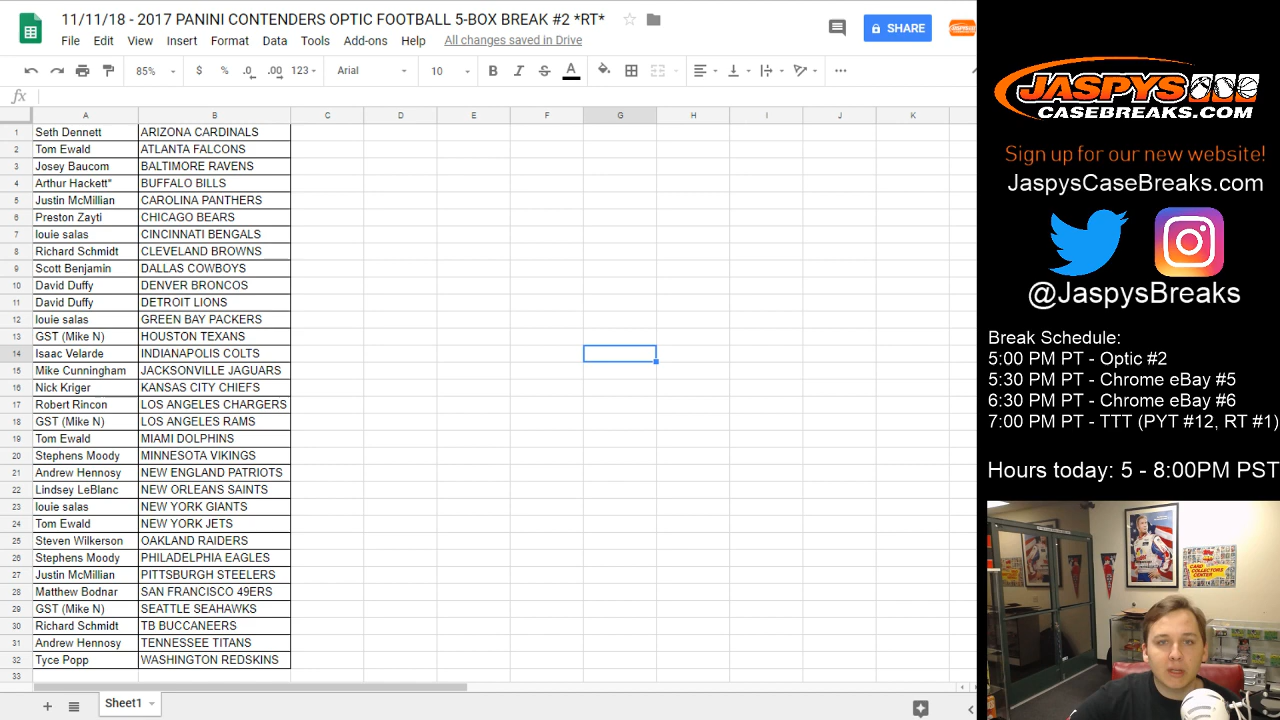 11/11/18 - 2017 PANINI CONTENDERS OPTIC FOOTBALL 5-BOX BREAK #2 *RT*
File Edit View Insert Format Data Tools Add-ons Help All changes saved in Drive
SHARE
85% $ % .0 .00 123 Arial 10 B I S A
fx
A B C D E F G H I J K
1 Seth Dennett ARIZONA CARDINALS
2 Tom Ewald ATLANTA FALCONS
3 Josey Baucom BALTIMORE RAVENS
4 Arthur Hackett" BUFFALO BILLS
5 Justin McMillian CAROLINA PANTHERS
6 Preston Zayti CHICAGO BEARS
7 louie salas CINCINNATI BENGALS
8 Richard Schmidt CLEVELAND BROWNS
9 Scott Benjamin DALLAS COWBOYS
10 David Duffy DENVER BRONCOS
11 David Duffy DETROIT LIONS
12 louie salas GREEN BAY PACKERS
13 GST (Mike N) HOUSTON TEXANS
14 Isaac Velarde INDIANAPOLIS COLTS
15 Mike Cunningham JACKSONVILLE JAGUARS
16 Nick Kriger KANSAS CITY CHIEFS
17 Robert Rincon LOS ANGELES CHARGERS
18 GST (Mike N) LOS ANGELES RAMS
19 Tom Ewald MIAMI DOLPHINS
20 Stephens Moody MINNESOTA VIKINGS
21 Andrew Hennosy NEW ENGLAND PATRIOTS
22 Lindsey LeBlanc NEW ORLEANS SAINTS
23 louie salas NEW YORK GIANTS
24 Tom Ewald NEW YORK JETS
25 Steven Wilkerson OAKLAND RAIDERS
26 Stephens Moody PHILADELPHIA EAGLES
27 Justin McMillian PITTSBURGH STEELERS
28 Matthew Bodnar SAN FRANCISCO 49ERS
29 GST (Mike N) SEATTLE SEAHAWKS
30 Richard Schmidt TB BUCCANEERS
31 Andrew Hennosy TENNESSEE TITANS
32 Tyce Popp WASHINGTON REDSKINS
33
Sheet1
JASPYS
CASEBREAKS.COM
Sign up for our new website!
JaspysCaseBreaks.com
@JaspysBreaks
Break Schedule:
5:00 PM PT - Optic #2
5:30 PM PT - Chrome eBay #5
6:30 PM PT - Chrome eBay #6
7:00 PM PT - TTT (PYT #12, RT #1)
Hours today: 5 - 8:00PM PST
CARD
COLLECTORS
CENTER